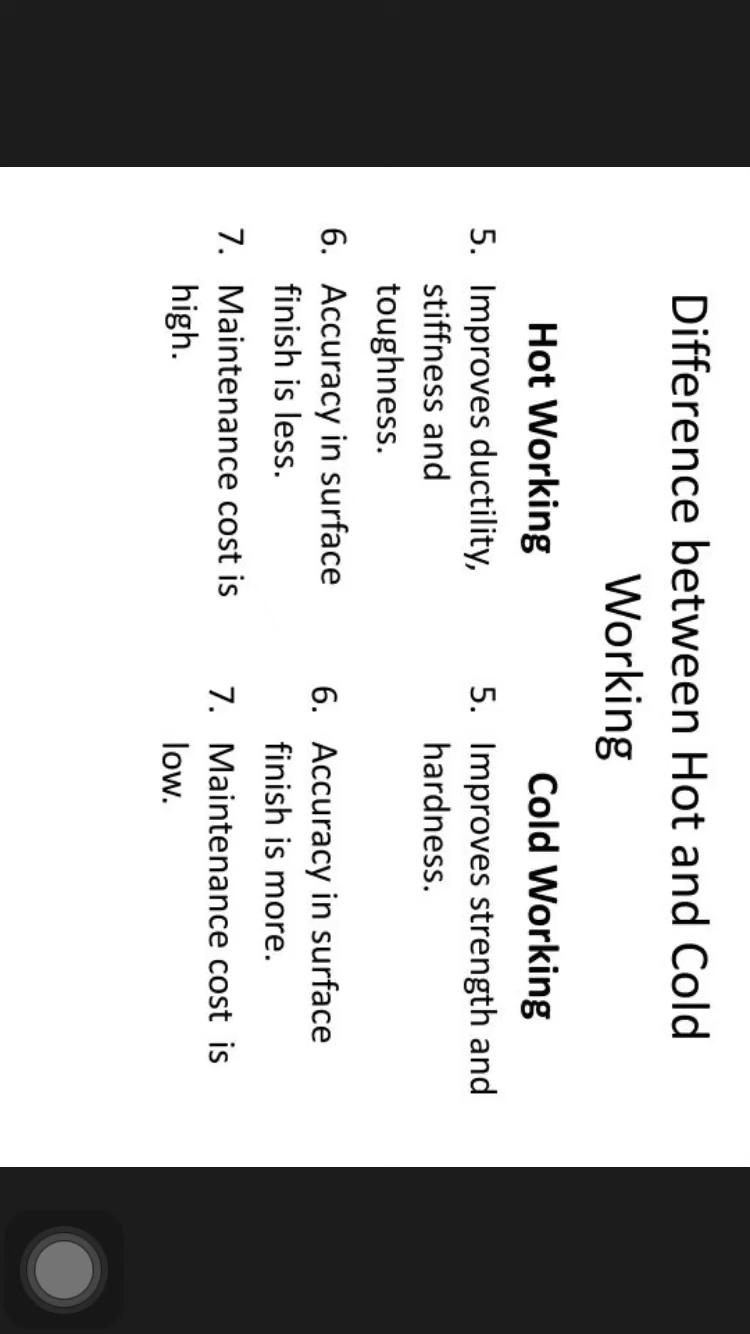 Difference between Hot and Cold
Working
Hot Working
5. Improves ductility,
stiffness and
toughness.
6. Accuracy in surface
finish is less.
7. Maintenance cost is
high.
Cold Working
5. Improves strength and
hardness.
6. Accuracy in surface
finish is more.
7. Maintenance cost is
low.